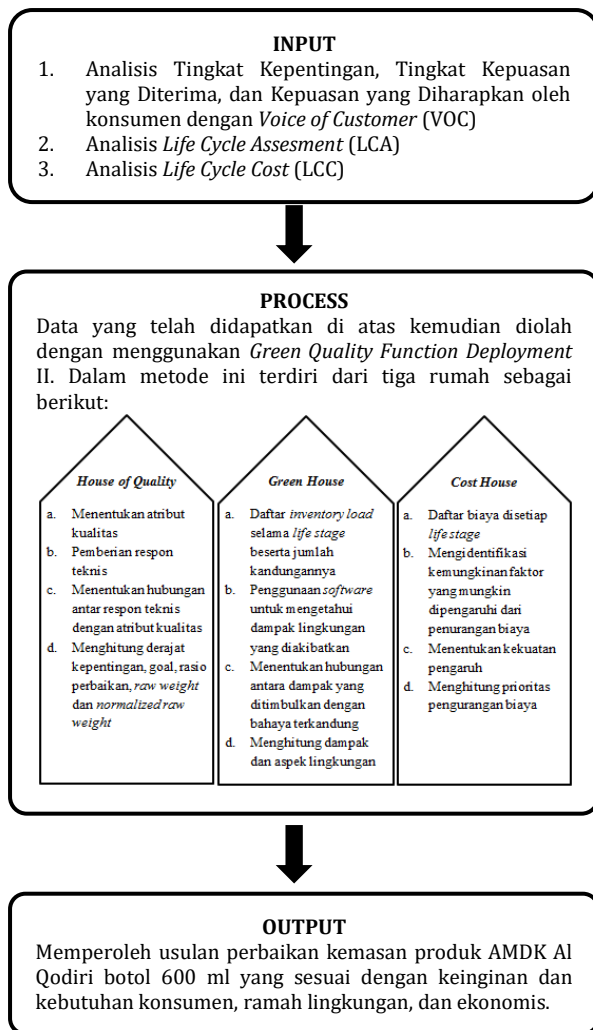 INPUT
1. Analisis Tingkat Kepentingan, Tingkat Kepuasan
yang Diterima, dan Kepuasan yang Diharapkan oleh
konsumen dengan Voice of Customer (VOC)
2. Analisis Life Cycle Assesment (LCA)
3. Analisis Life Cycle Cost (LCC)
PROCESS
Data yang telah didapatkan di atas kemudian diolah
dengan menggunakan Green Quality Function Deployment
II. Dalam metode ini terdiri dari tiga rumah sebagai
berikut:
House of Quality
a. Menentukan atribut
kualitas
b. Pemberian respon
teknis
c. Menentukan hubungan
antar respon teknis
dengan atribut kualitas
d. Menghitung derajat
kepentingan, goal, rasio
perbaikan, raw weight
dan normalized raw
weight
Green House
a. Daftar inventory load
selama life stage
beserta jumlah
kandungannya
b. Penggunaan software
untuk mengetahui
dampak lingkungan
yang diakibatkan
c. Menentukan hubungan
antara dampak yang
ditimbulkan dengan
bahaya terkandung
d. Menghitung dampak
dan aspek lingkungan
Cost House
a. Daftar biaya disetiap
life stage
b. Mengidentifikasi
kemungkinan faktor
yang mungkin
dipengaruhi dari
penurangan biaya
c. Menentukan kekuatan
pengaruh
d. Menghitung prioritas
pengurangan biaya
OUTPUT
Memperoleh usulan perbaikan kemasan produk AMDK Al
Qodiri botol 600 ml yang sesuai dengan keinginan dan
kebutuhan konsumen, ramah lingkungan, dan ekonomis.